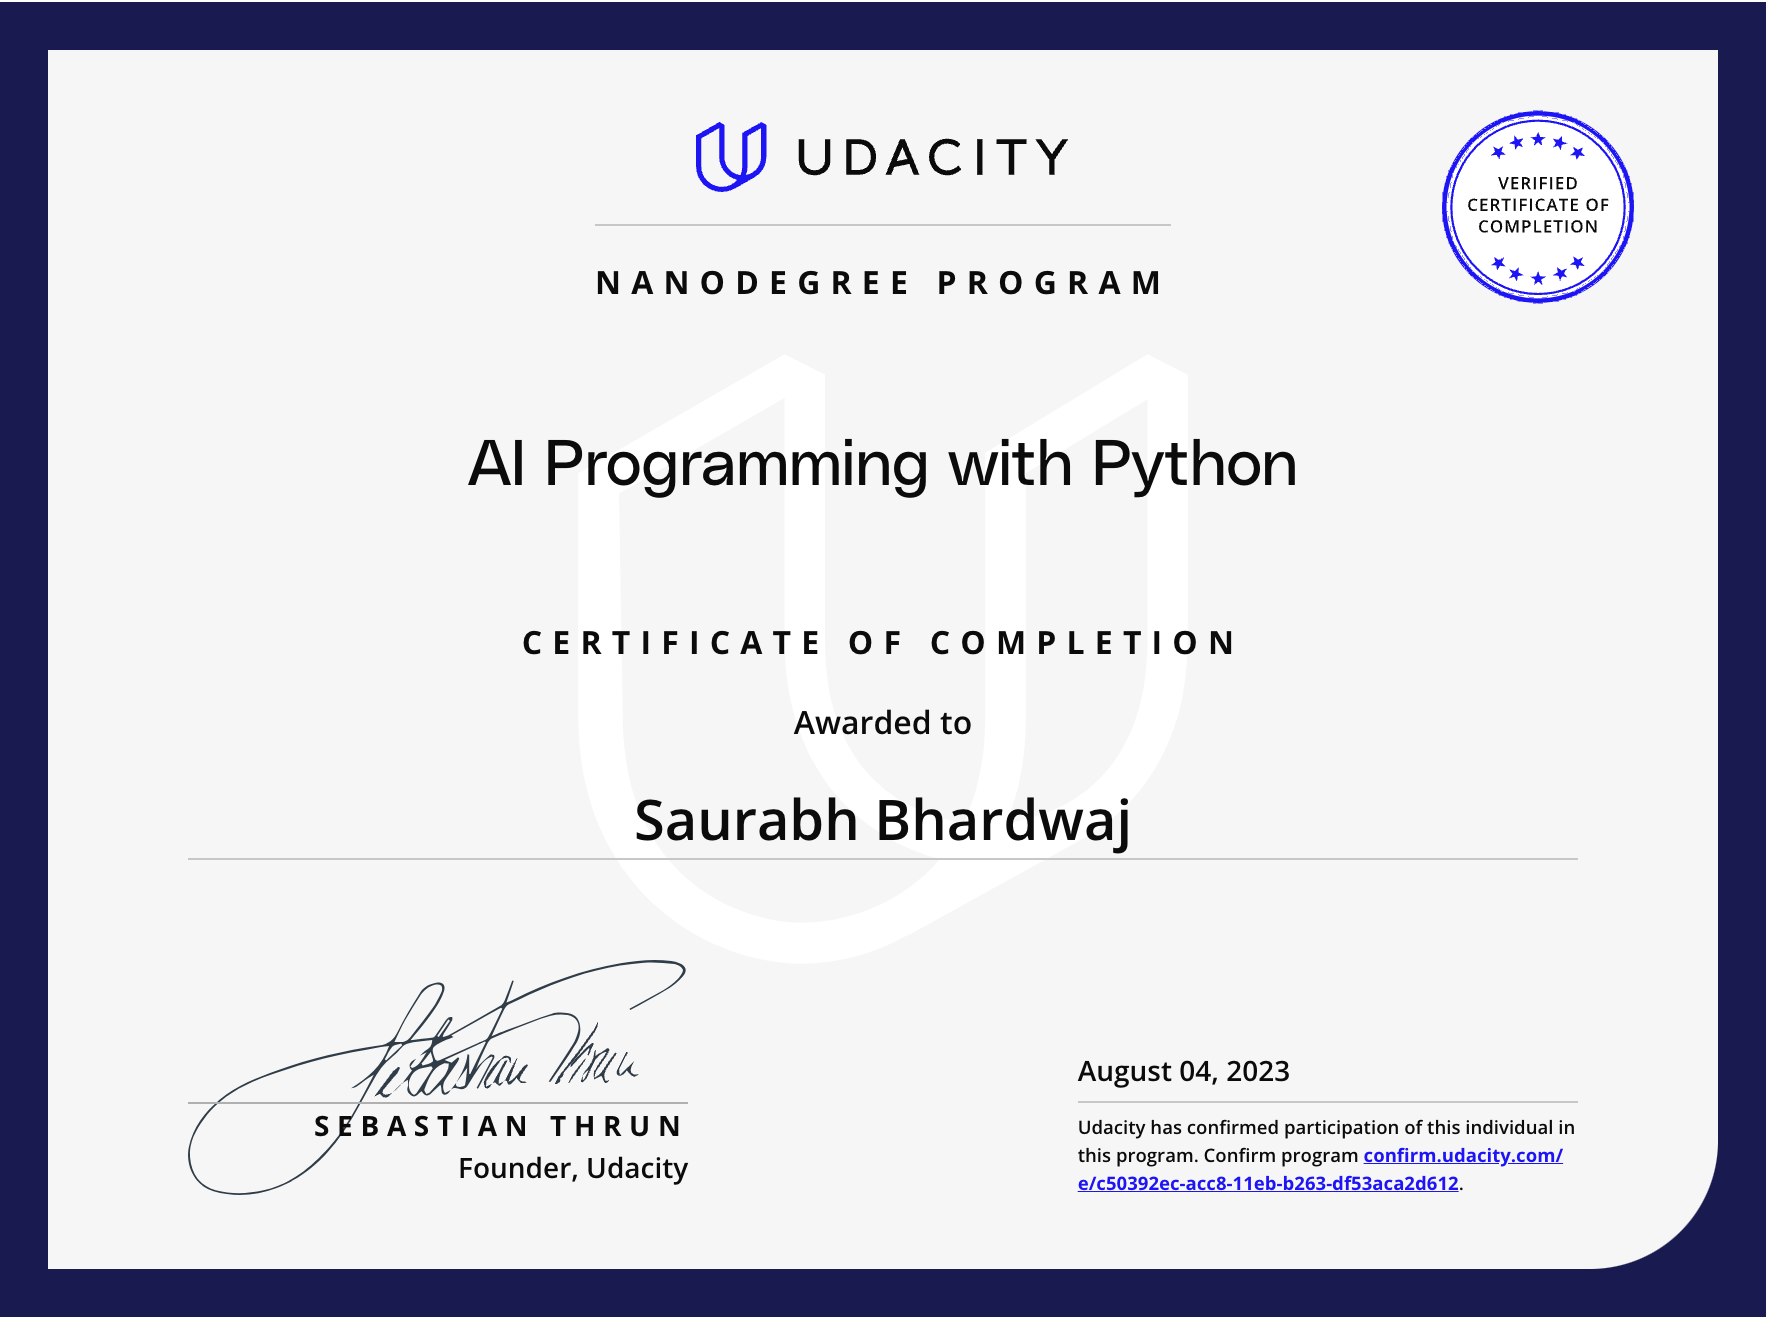 UDACITY
VERIFIED
CERTIFICATE OF
COMPLETION
NANODEGREE PROGRAM
AI Programming with Python
CERTIFICATE OF COMPLETION
Awarded to
Saurabh Bhardwaj
Sebastian Thrun
SEBASTIAN THRUN
Founder, Udacity
August 04, 2023
Udacity has confirmed participation of this individual in
this program. Confirm program confirm.udacity.com/
e/c50392ec-acc8-11eb-b263-df53aca2d612.